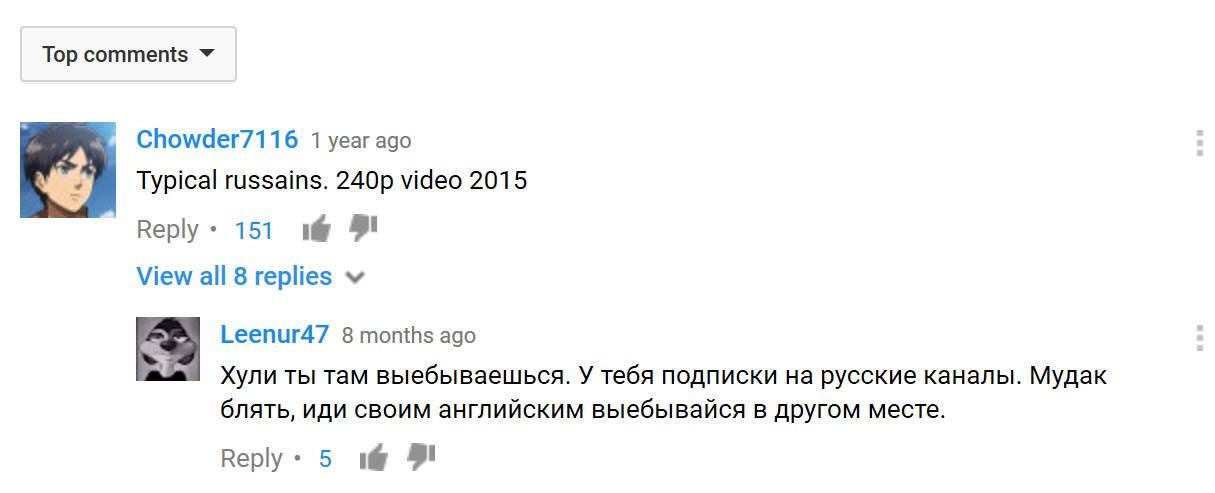 Top comments
Chowder7116 1 year ago
Typical russains. 240p video 2015
Reply • 151
View all 8 replies
Leenur47 8 months ago
Хули ты там выебываешься. У тебя подписки на русские каналы. Мудак
блять, иди своим английским выебывайся в другом месте.
Reply • 5